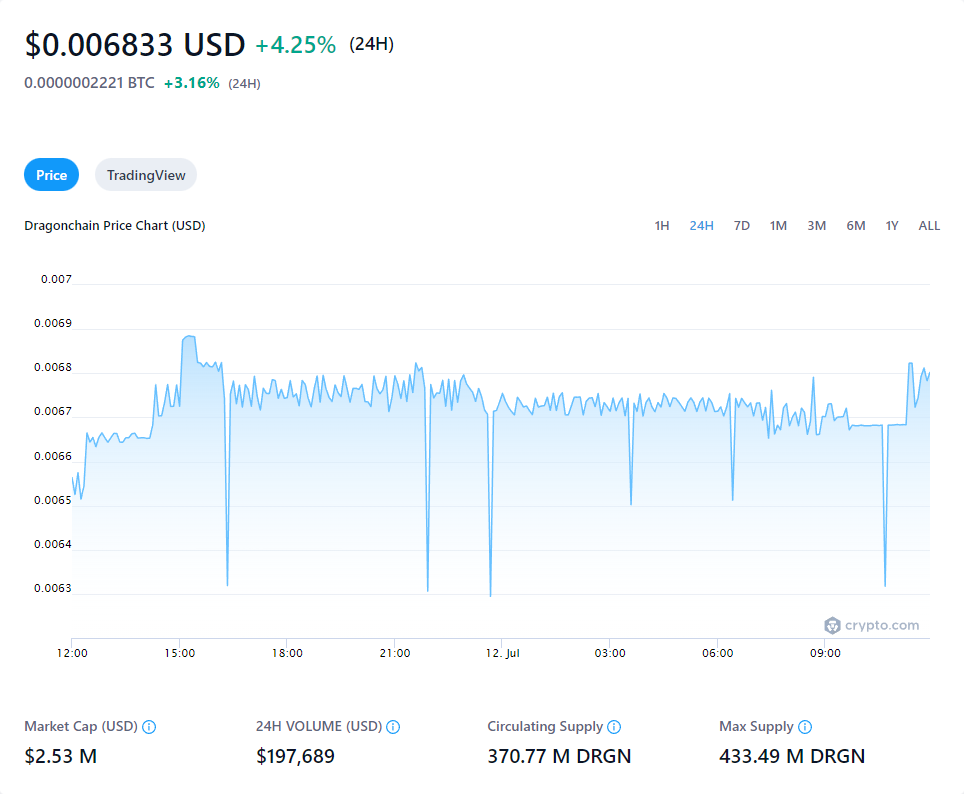 $0.006833 USD +4.25% (24H)
0.0000002221 BTC +3.16% (24H)
Price TradingView
Dragonchain Price Chart (USD)
1H 24H 7D 1M 3M 6M 1Y ALL
0.007
0.0069
0.0068
0.0067
0.0066
0.0065
0.0064
0.0063
crypto.com
12:00 15:00 18:00 21:00 12. Jul 03:00 06:00 09:00
Market Cap (USD) 24H VOLUME (USD) Circulating Supply Max Supply
$2.53 M $197,689 370.77 M DRGN 433.49 M DRGN